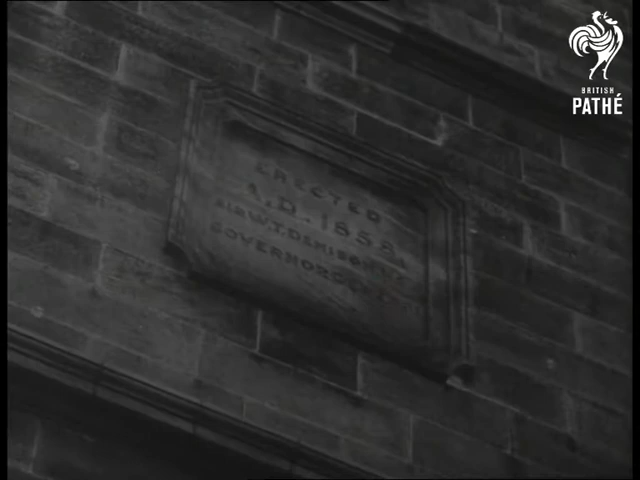 BRITISH
PATHÉ
ERECTED
A.D. 1858.
SIR W.T. DENISON
GOVERNOR